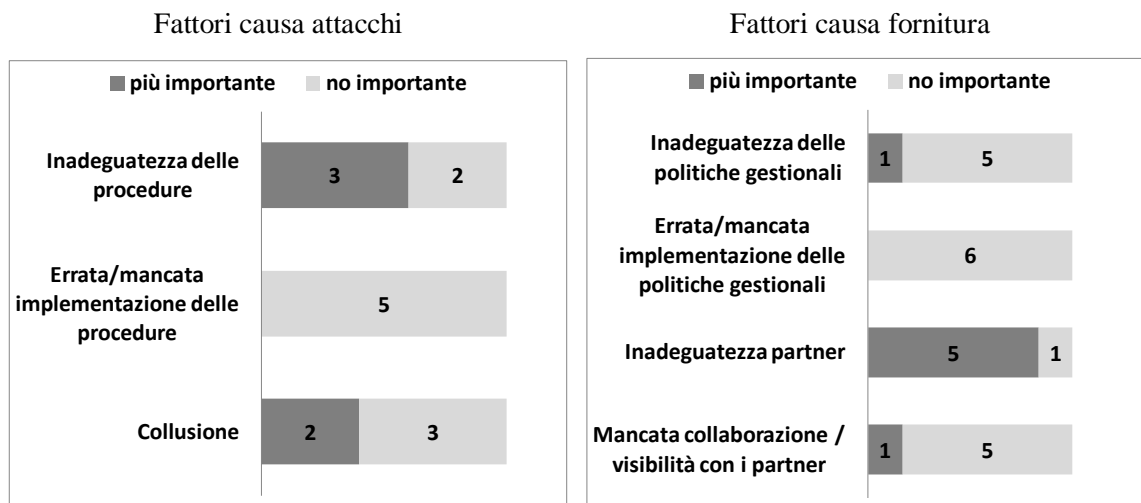 Fattori causa attacchi
più importante no importante
Inadeguatezza delle
procedure
3 2
Errata/mancata
implementazione delle
procedure
5
Collusione
2 3
Fattori causa fornitura
più importante no importante
Inadeguatezza delle
politiche gestionali
1 5
Errata/mancata
implementazione delle
politiche gestionali
6
Inadeguatezza partner
5 1
Mancata collaborazione /
visibilità con i partner
1 5